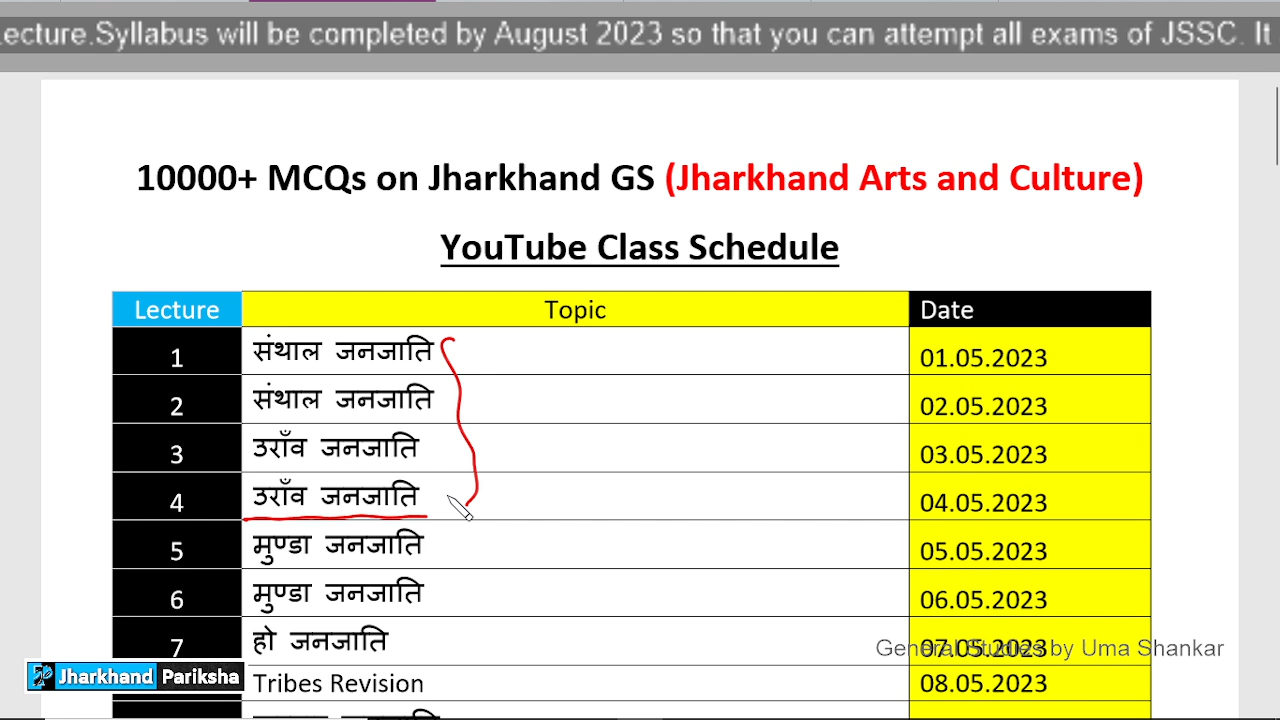 ecture.Syllabus will be completed by August 2023 so that you can attempt all exams of JSSC. It
10000+ MCQs on Jharkhand GS (Jharkhand Arts and Culture)
YouTube Class Schedule
Lecture Topic Date
1 संथाल जनजाति 01.05.2023
2 संथाल जनजाति 02.05.2023
3 उराँव जनजाति 03.05.2023
4 उराँव जनजाति 04.05.2023
5 मुण्डा जनजाति 05.05.2023
6 मुण्डा जनजाति 06.05.2023
7 हो जनजाति 07.05.2023
General Studies by Uma Shankar
Jharkhand Pariksha
Tribes Revision 08.05.2023